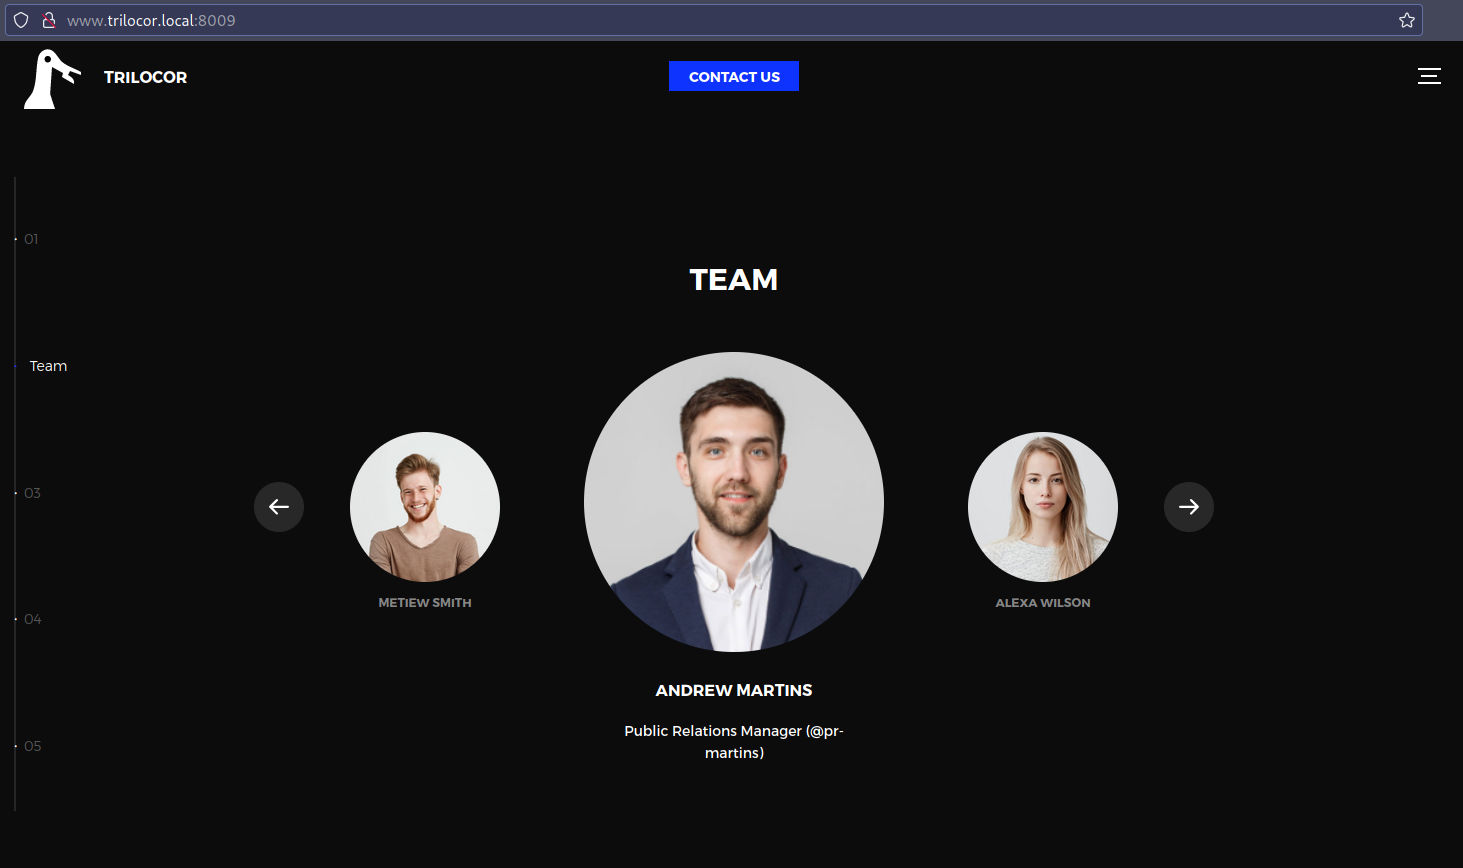 www.trilocor.local:8009
TRILOCOR
CONTACT US
01
TEAM
Team
03
METIEW SMITH
ALEXA WILSON
04
ANDREW MARTINS
Public Relations Manager (@pr-
martins)
05